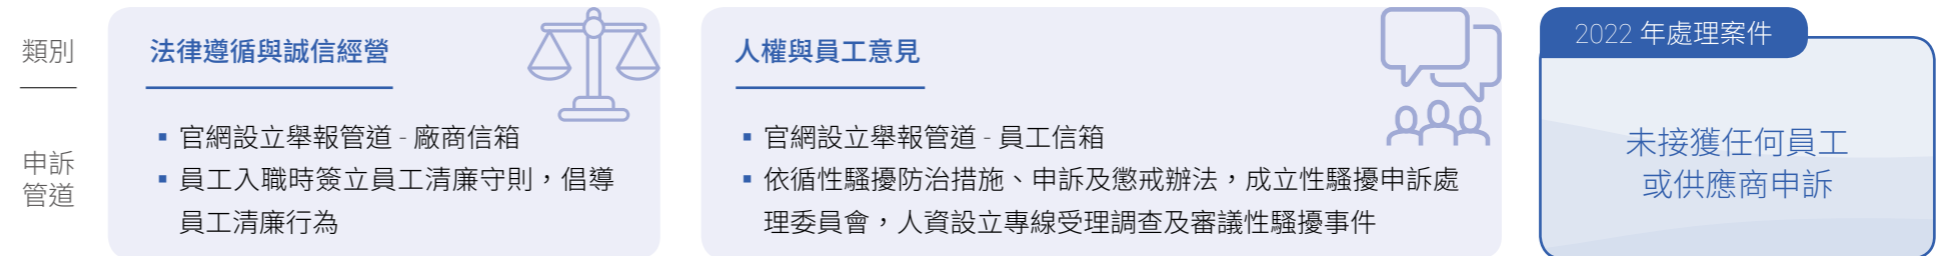 類別
法律遵循與誠信經營
人權與員工意見
2022 年處理案件
申訴
管道
▪ 官網設立舉報管道 - 廠商信箱
▪ 員工入職時簽立員工清廉守則，倡導
員工清廉行為
▪ 官網設立舉報管道 - 員工信箱
▪ 依循性騷擾防治措施、申訴及懲戒辦法，成立性騷擾申訴處
理委員會，人資設立專線受理調查及審議性騷擾事件
未接獲任何員工
或供應商申訴